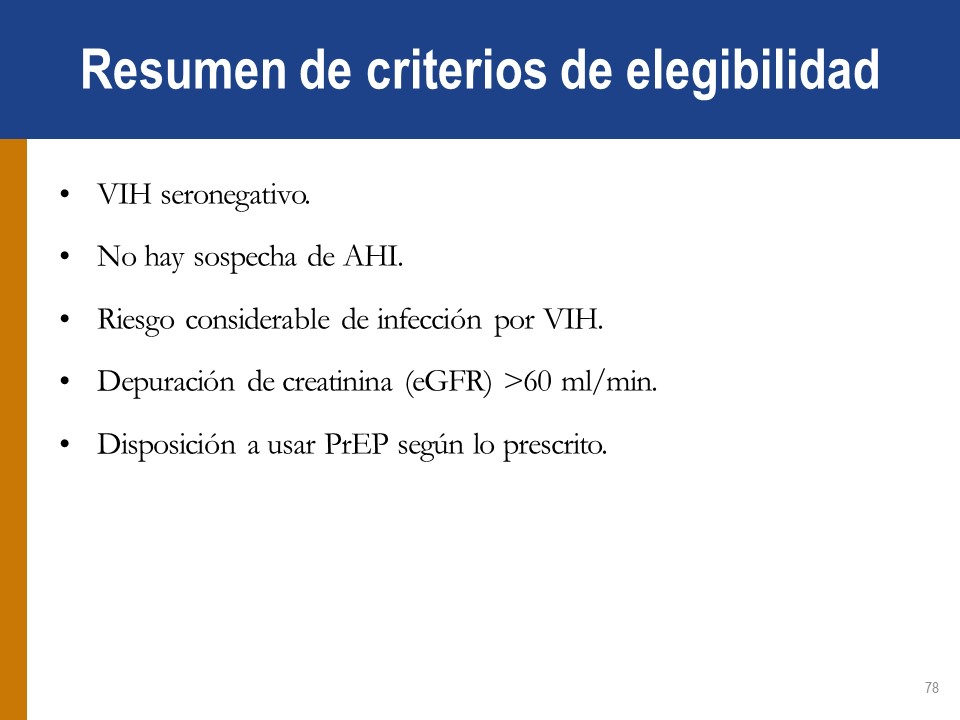 Resumen de criterios de elegibilidad
• VIH seronegativo.
• No hay sospecha de AHI.
• Riesgo considerable de infección por VIH.
• Depuración de creatinina (eGFR) >60 ml/min.
• Disposición a usar PrEP según lo prescrito.
78